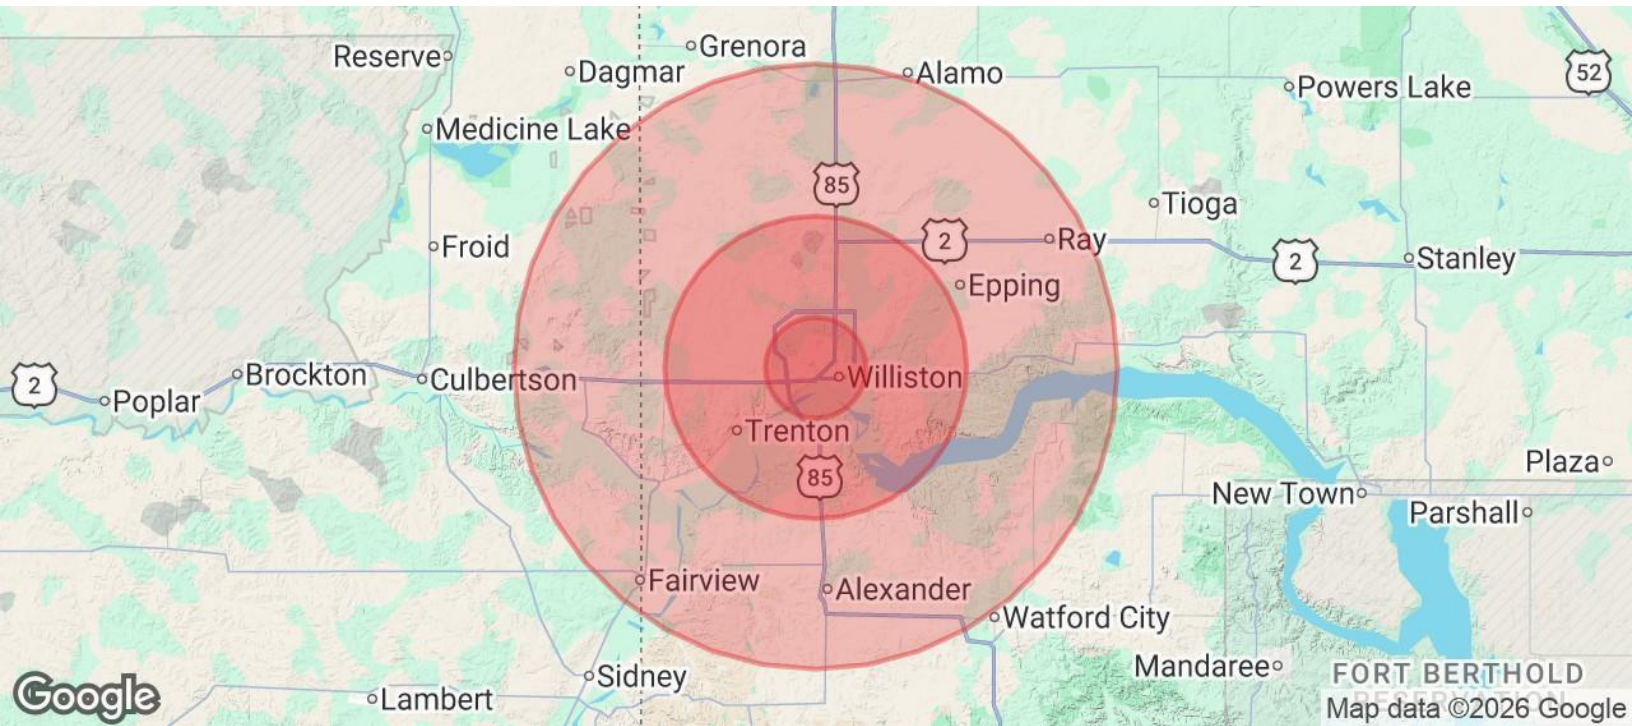 Grenora
Reserve
Dagmar
Alamo
52
Powers Lake
Medicine Lake
85
Tioga
Froid
2
Ray
2
Stanley
Epping
2
Brockton
Culbertson
Williston
Poplar
Trenton
85
Plaza
New Town
Parshall
Fairview
Alexander
Watford City
Mandaree
Sidney
FORT BERTHOLD
RESERVATION
Lambert
Google
Map data ©2026 Google